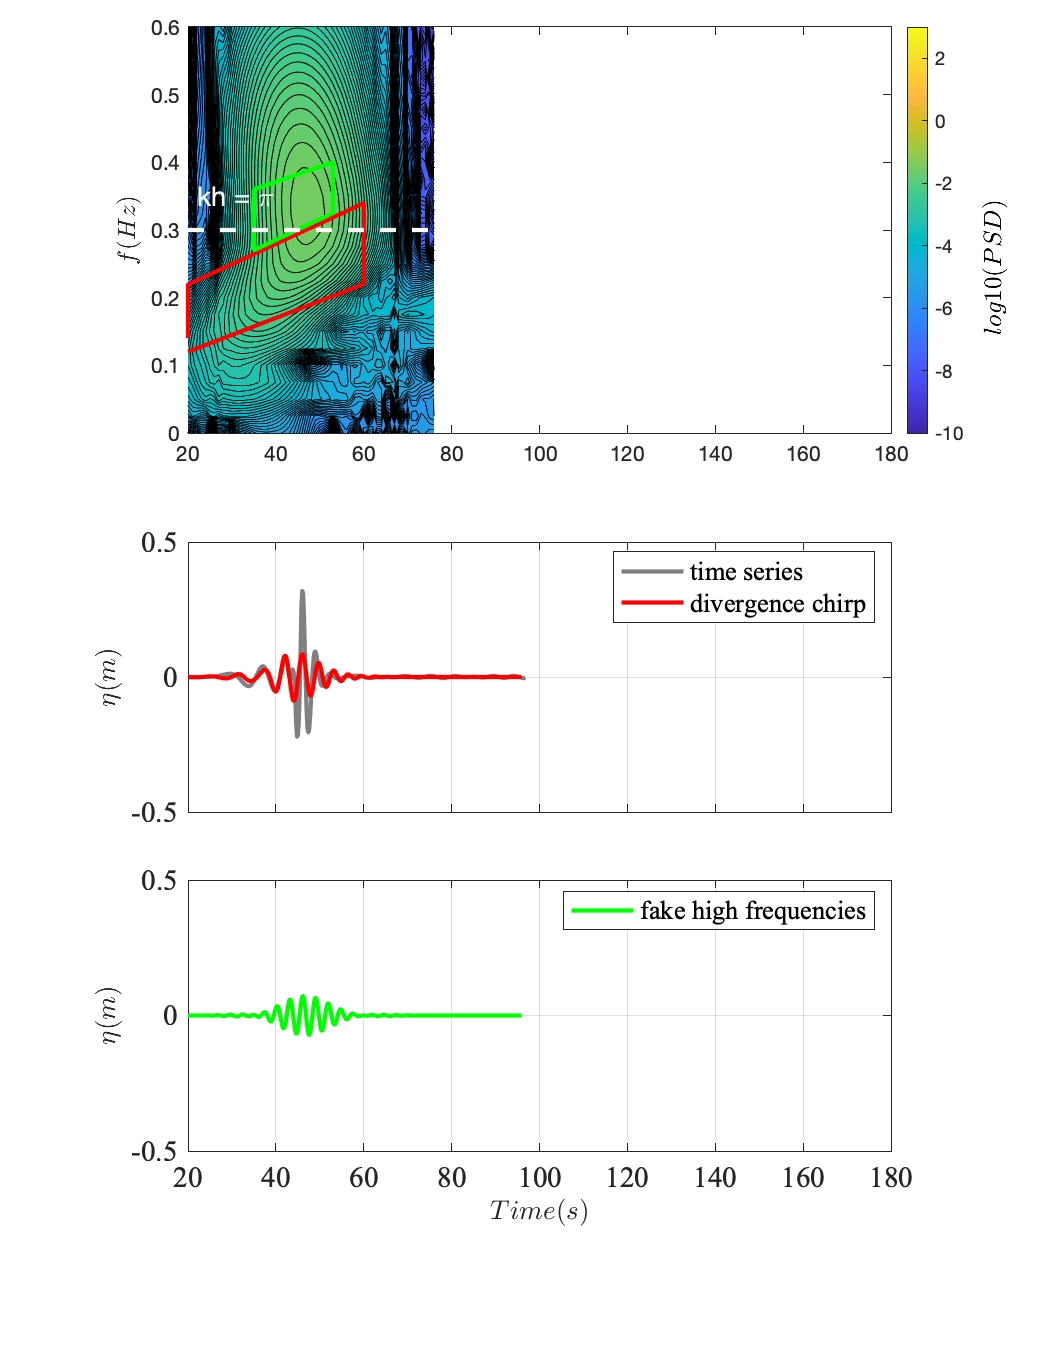 0.6
0.5
0.4
0.3
0.2
0.1
0
f(Hz)
kh = π
20 40 60 80 100 120 140 160 180
2
0
-2
-4
-6
-8
-10
log10(PSD)
0.5
0
-0.5
η(m)
time series
divergence chirp
0.5
0
-0.5
η(m)
fake high frequencies
20 40 60 80 100 120 140 160 180
Time(s)